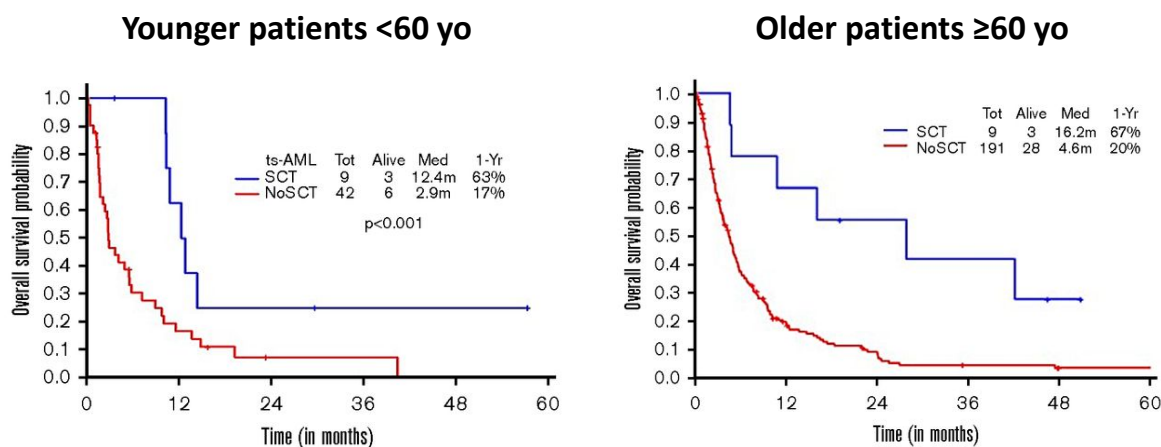 Younger patients <60 yo
Overall survival probability
1.0
0.9
0.8
0.7
0.6
0.5
0.4
0.3
0.2
0.1
0.0
ts-AML Tot Alive Med 1-Yr
SCT 9 3 12.4m 63%
NoSCT 42 6 2.9m 17%
p<0.001
0 12 24 36 48 60
Time (in months)
Older patients ≥60 yo
Overall survival probability
1.0
0.9
0.8
0.7
0.6
0.5
0.4
0.3
0.2
0.1
0.0
Tot Alive Med 1-Yr
SCT 9 3 16.2m 67%
NoSCT 191 28 4.6m 20%
0 12 24 36 48 60
Time (in months)